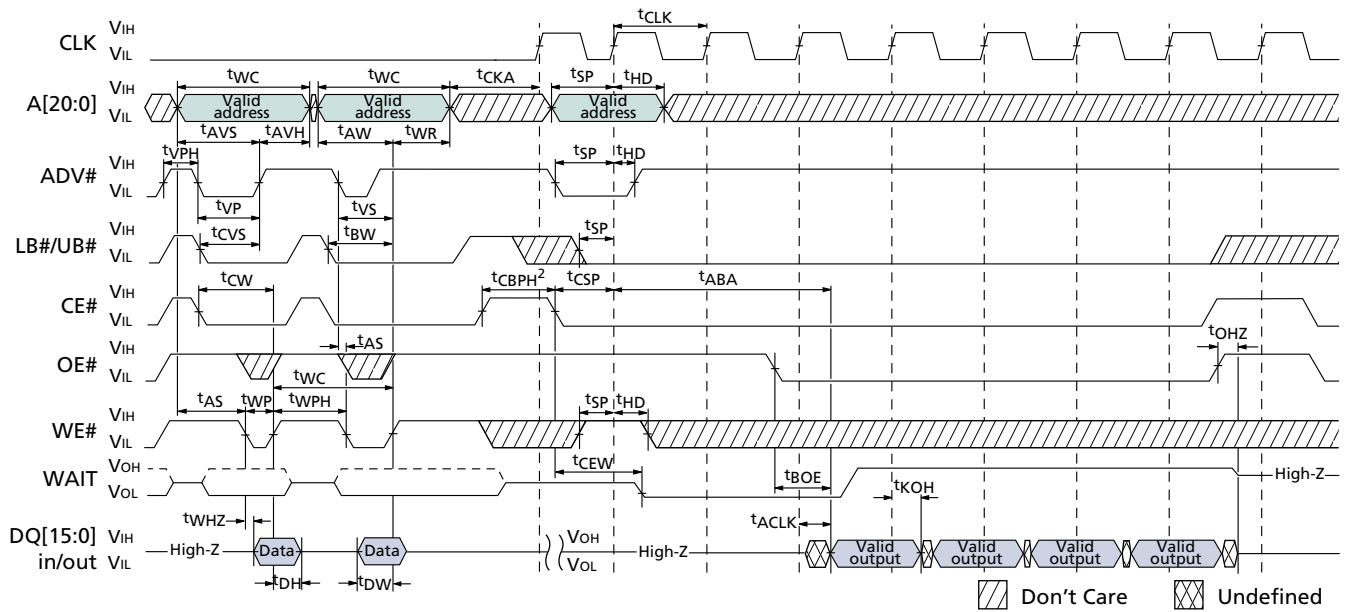 CLK VIH VIL tCLK
A[20:0] VIH VIL tWC tWC tCKA tSP tHD
Valid address Valid address Valid address
tAVS tAVH tAW tWR
ADV# VIH VIL tVPH tSP tHD
tVP tVS
LB#/UB# VIH VIL tCVS tBW tSP
CE# VIH VIL tCW tCBPH2 tCSP tABA
OE# VIH VIL tAS tOHZ
tWC
WE# VIH VIL tAS tWP tWPH tSP tHD
WAIT VOH VOL tCEW tBOE tKOH High-Z
tWHZ tACLK
DQ[15:0] in/out VIH VIL High-Z Data Data VOH VOL High-Z Valid output Valid output Valid output Valid output
tDH tDW
Don't Care Undefined